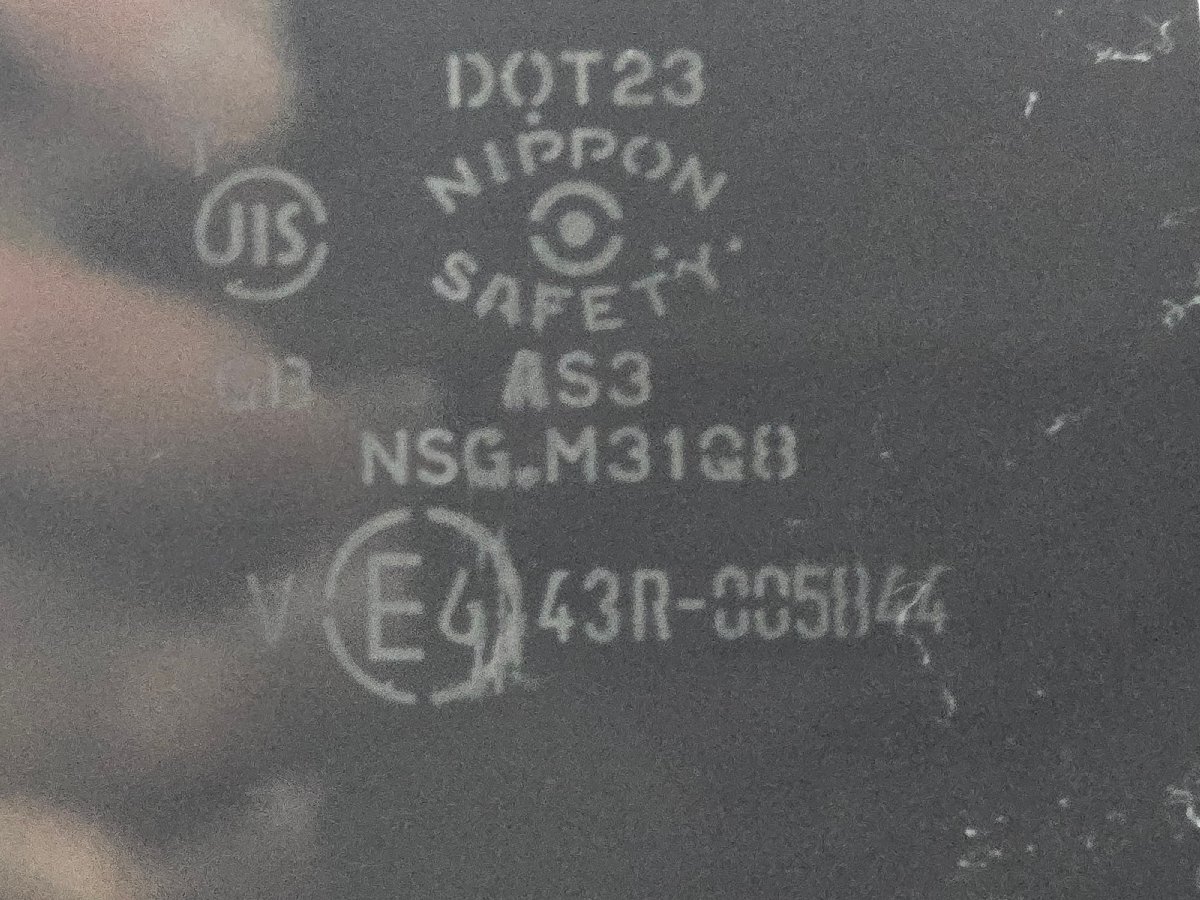 DOT23
T
NIPPON
JIS
SAFETY
AS3
NSG.M31Q8
V E4 43R-005844